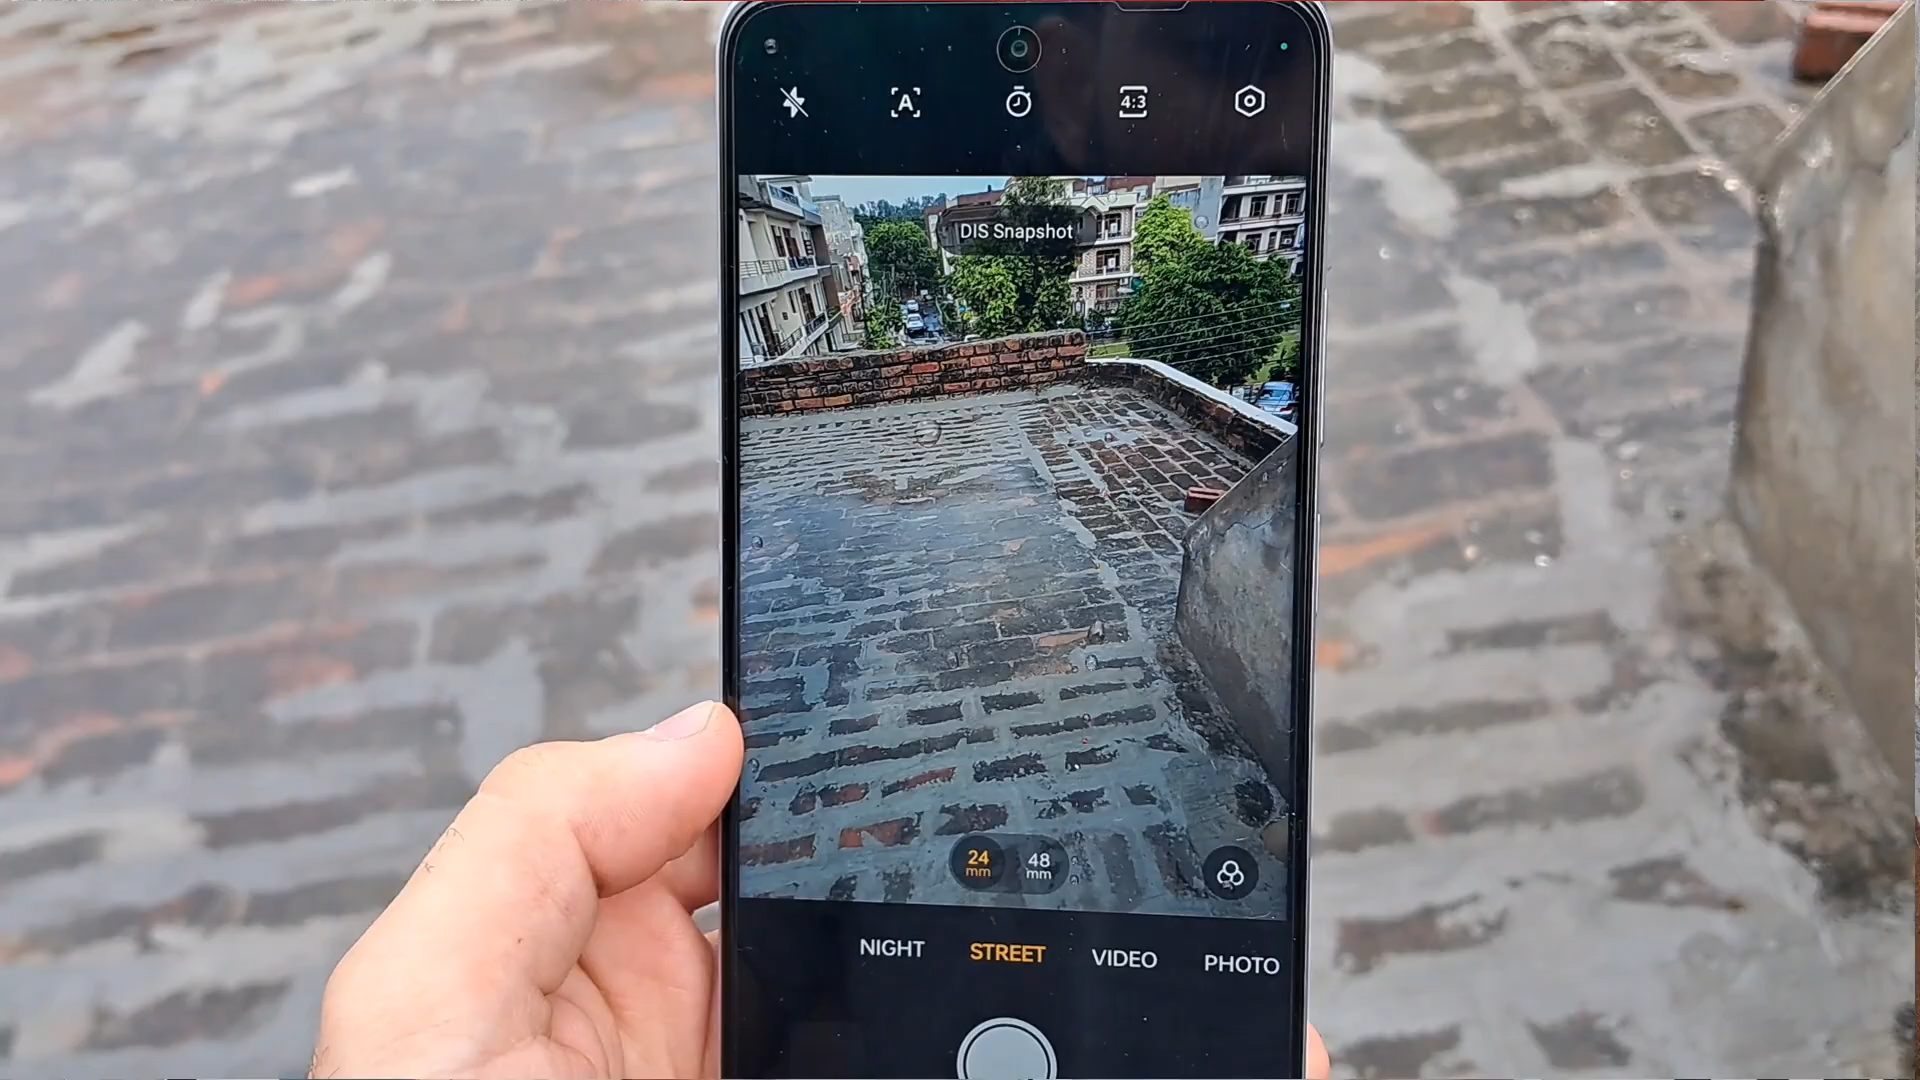 A
4:3
DIS Snapshot
24 48
mm mm
NIGHT STREET VIDEO PHOTO